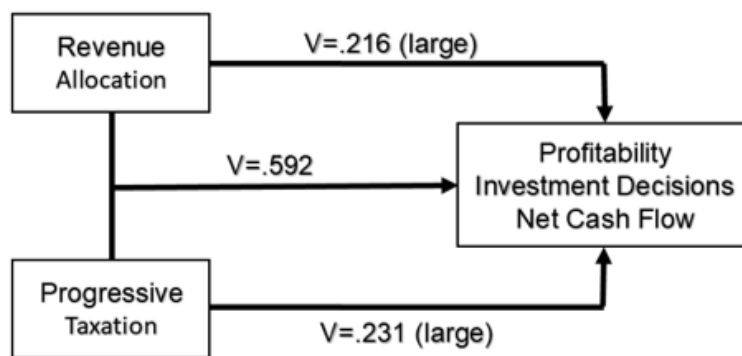 Revenue
Allocation
V=.216 (large)
V=.592
Profitability
Investment Decisions
Net Cash Flow
Progressive
Taxation
V=.231 (large)